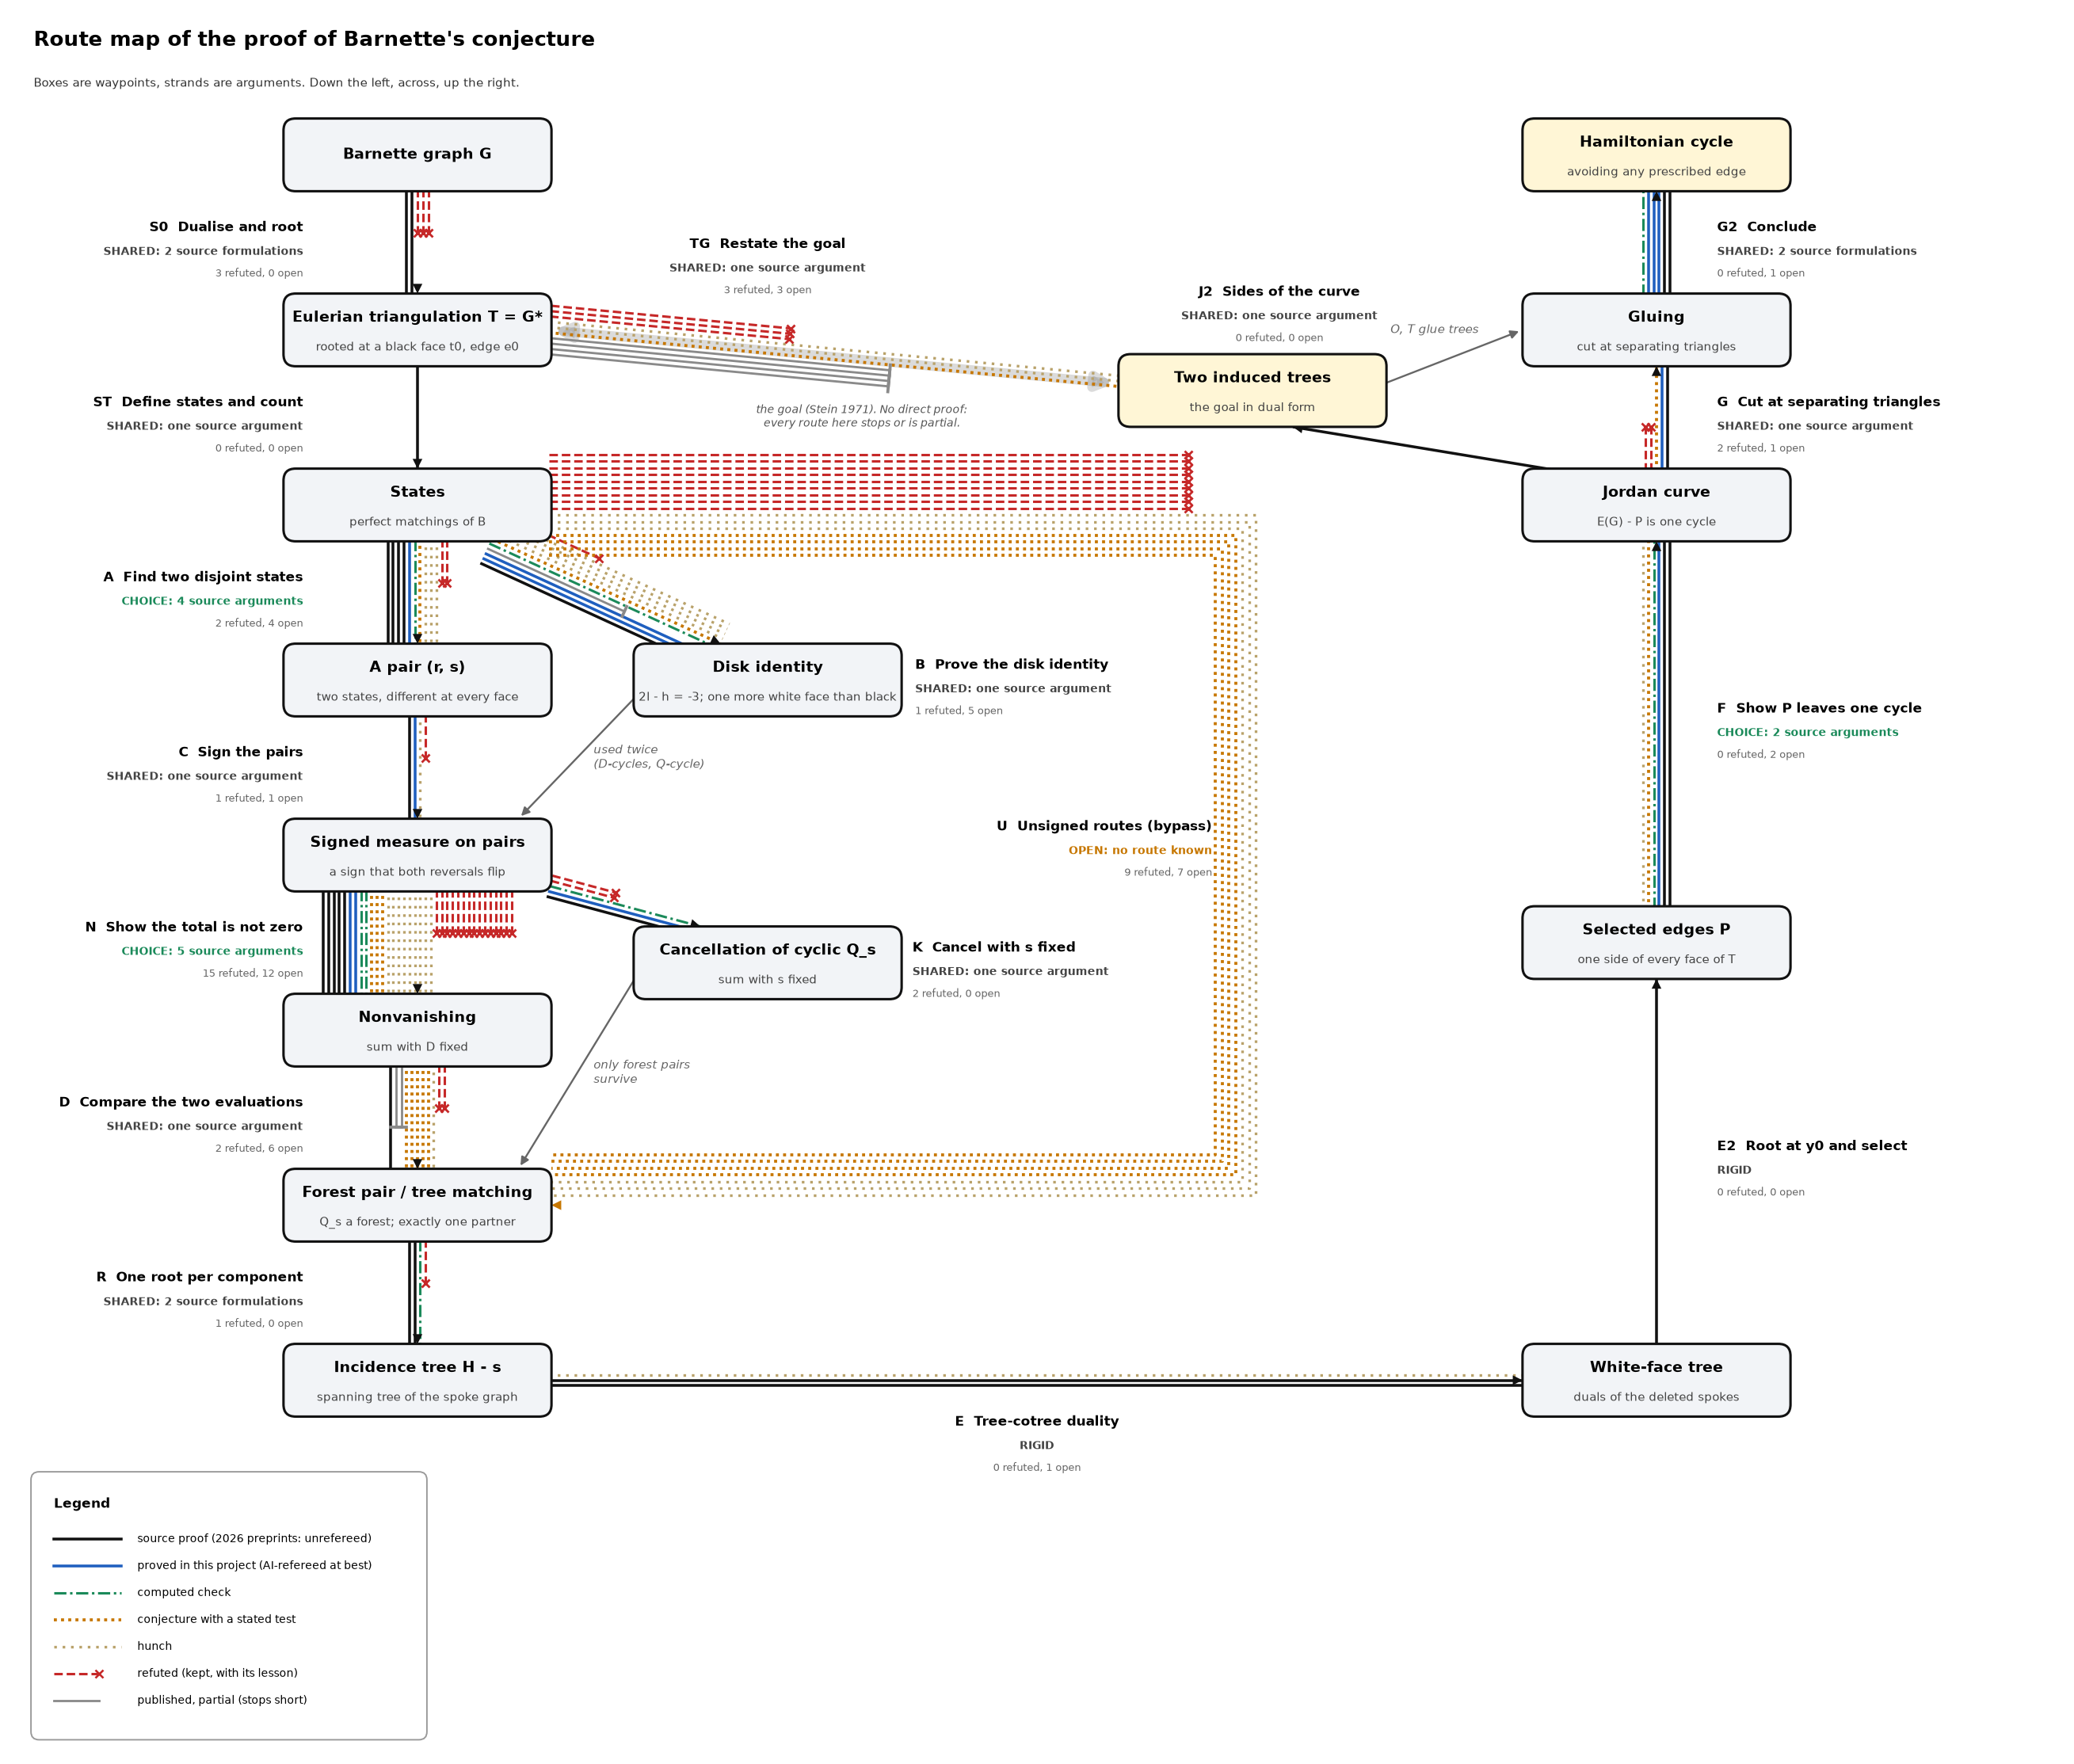 Route map of the proof of Barnette's conjecture
Boxes are waypoints, strands are arguments. Down the left, across, up the right.
Barnette graph G
Hamiltonian cycle
avoiding any prescribed edge
S0 Dualise and root
SHARED: 2 source formulations
3 refuted, 0 open
TG Restate the goal
SHARED: one source argument
3 refuted, 3 open
G2 Conclude
SHARED: 2 source formulations
0 refuted, 1 open
J2 Sides of the curve
SHARED: one source argument
0 refuted, 0 open
O, T glue trees
Eulerian triangulation T = G*
rooted at a black face t0, edge e0
Gluing
cut at separating triangles
Two induced trees
the goal in dual form
the goal (Stein 1971). No direct proof:
every route here stops or is partial.
ST Define states and count
SHARED: one source argument
0 refuted, 0 open
G Cut at separating triangles
SHARED: one source argument
2 refuted, 1 open
States
perfect matchings of B
Jordan curve
E(G) - P is one cycle
A Find two disjoint states
CHOICE: 4 source arguments
2 refuted, 4 open
A pair (r, s)
two states, different at every face
Disk identity
2l - h = -3; one more white face than black
B Prove the disk identity
SHARED: one source argument
1 refuted, 5 open
F Show P leaves one cycle
CHOICE: 2 source arguments
0 refuted, 2 open
C Sign the pairs
SHARED: one source argument
1 refuted, 1 open
used twice
(D-cycles, Q-cycle)
Signed measure on pairs
a sign that both reversals flip
U Unsigned routes (bypass)
OPEN: no route known
9 refuted, 7 open
N Show the total is not zero
CHOICE: 5 source arguments
15 refuted, 12 open
Cancellation of cyclic Q_s
sum with s fixed
K Cancel with s fixed
SHARED: one source argument
2 refuted, 0 open
Selected edges P
one side of every face of T
Nonvanishing
sum with D fixed
only forest pairs
survive
D Compare the two evaluations
SHARED: one source argument
2 refuted, 6 open
E2 Root at y0 and select
RIGID
0 refuted, 0 open
Forest pair / tree matching
Q_s a forest; exactly one partner
R One root per component
SHARED: 2 source formulations
1 refuted, 0 open
Incidence tree H - s
spanning tree of the spoke graph
White-face tree
duals of the deleted spokes
E Tree-cotree duality
RIGID
0 refuted, 1 open
Legend
source proof (2026 preprints: unrefereed)
proved in this project (AI-refereed at best)
computed check
conjecture with a stated test
hunch
refuted (kept, with its lesson)
published, partial (stops short)